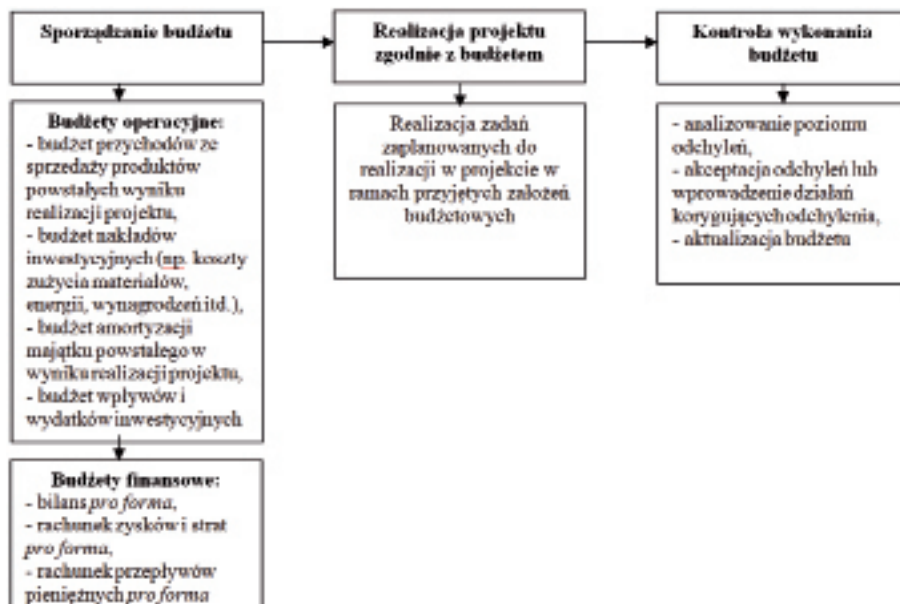 Sporządzanie budżetu
Realizacja projektu
zgodnie z budżetem
Kontrola wykonania
budżetu
Budżety operacyjne:
- budżet przychodów ze
sprzedaży produktów
powstałych wyniku
realizacji projektu,
- budżet nakładów
inwestycyjnych (np. koszty
zużycia materiałów,
energii, wynagrodzeń itd.),
- budżet amortyzacji
majątku powstałego w
wyniku realizacji projektu,
- budżet wpływów i
wydatków inwestycyjnych
Realizacja zadań
zaplanowanych do
realizacji w projekcie w
ramach przyjętych założeń
budżetowych
- analizowanie poziomu
odchyleń,
- akceptacja odchyleń lub
wprowadzenie działań
korygujących odchylenia,
- aktualizacja budżetu
Budżety finansowe:
- bilans pro forma,
- rachunek zysków i strat
pro forma,
- rachunek przepływów
pieniężnych pro forma